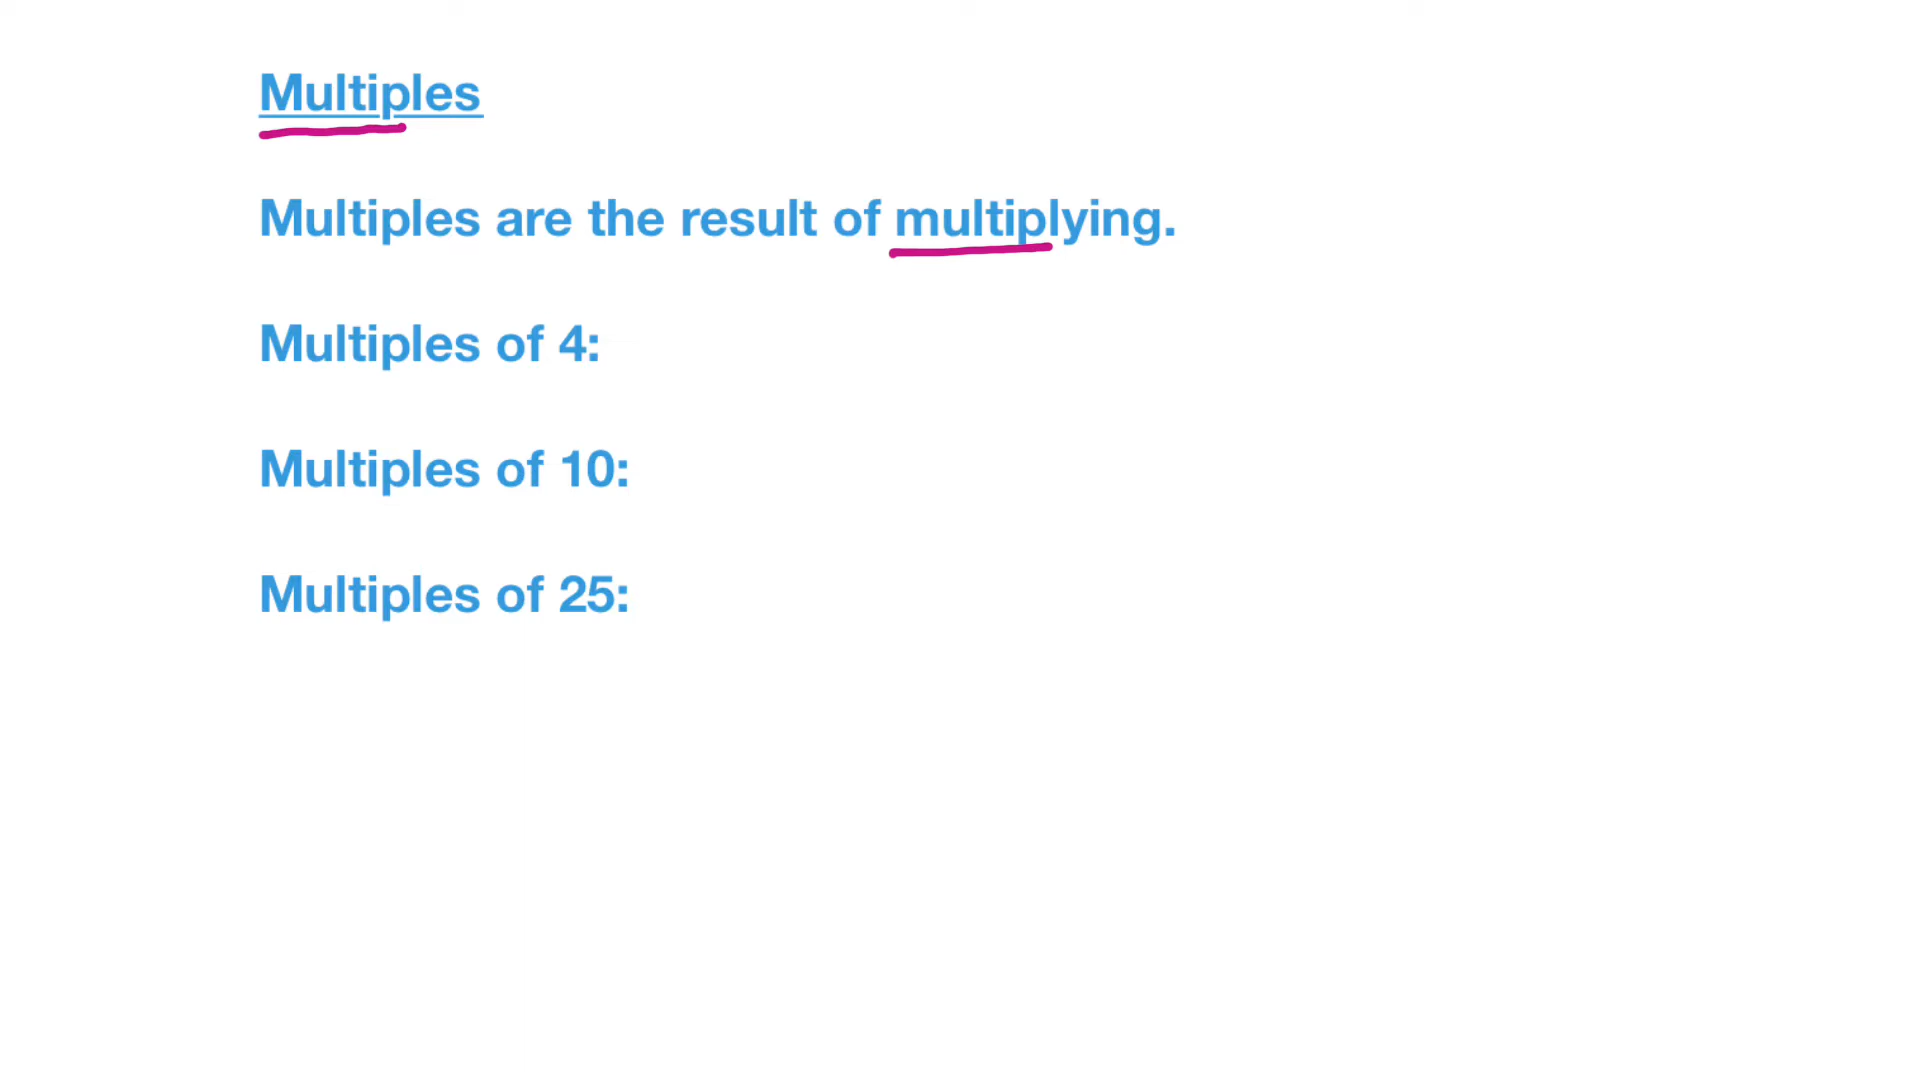 Multiples
Multiples are the result of multiplying.
Multiples of 4:
Multiples of 10:
Multiples of 25: